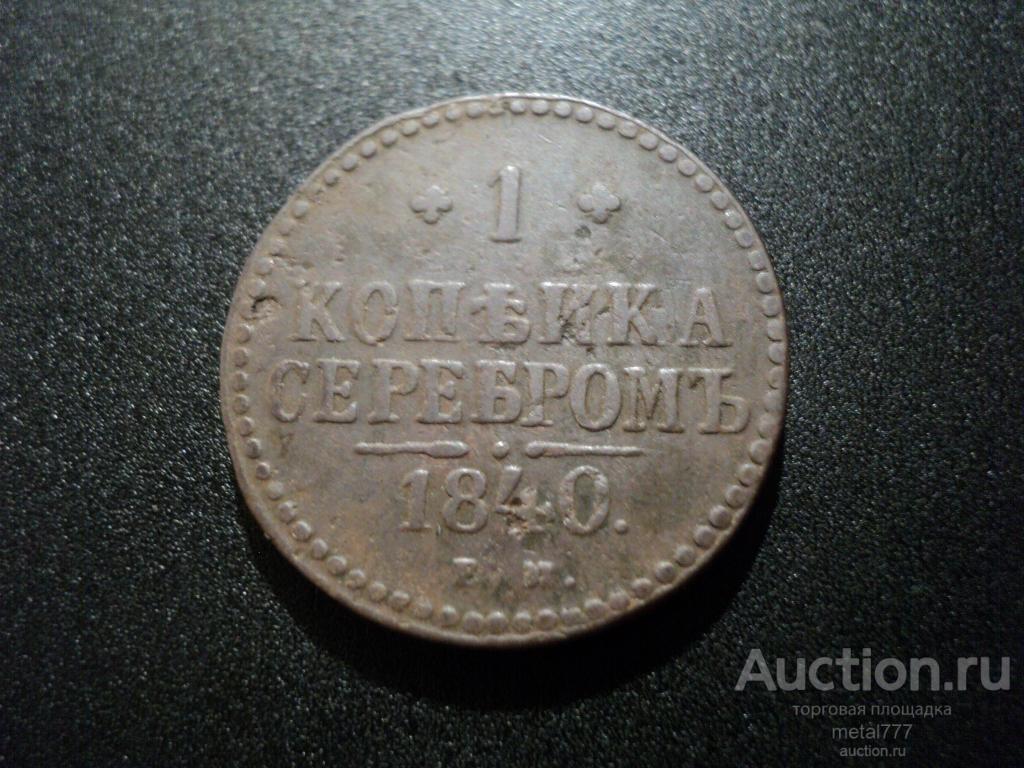 1
КОПѢЙКА
СЕРЕБРОМЪ
1840.
Е. М.
Auction.ru
торговая площадка
metal777
auction.ru